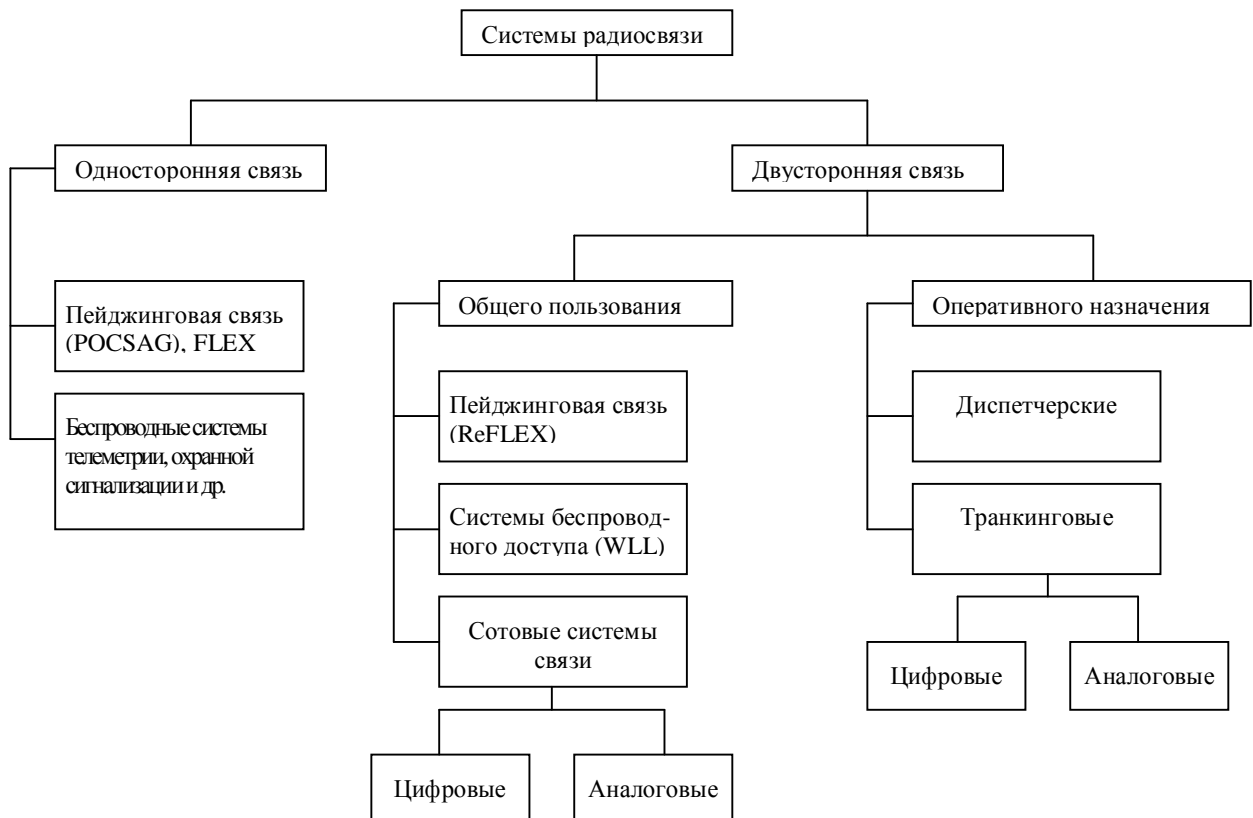 Системы радиосвязи
Односторонняя связь
Двусторонняя связь
Пейджинговая связь
(POCSAG), FLEX
Беспроводные системы
телеметрии, охранной
сигнализации и др.
Общего пользования
Пейджинговая связь
(ReFLEX)
Системы беспровод-
ного доступа (WLL)
Сотовые системы
связи
Цифровые
Аналоговые
Оперативного назначения
Диспетчерские
Транкинговые
Цифровые
Аналоговые